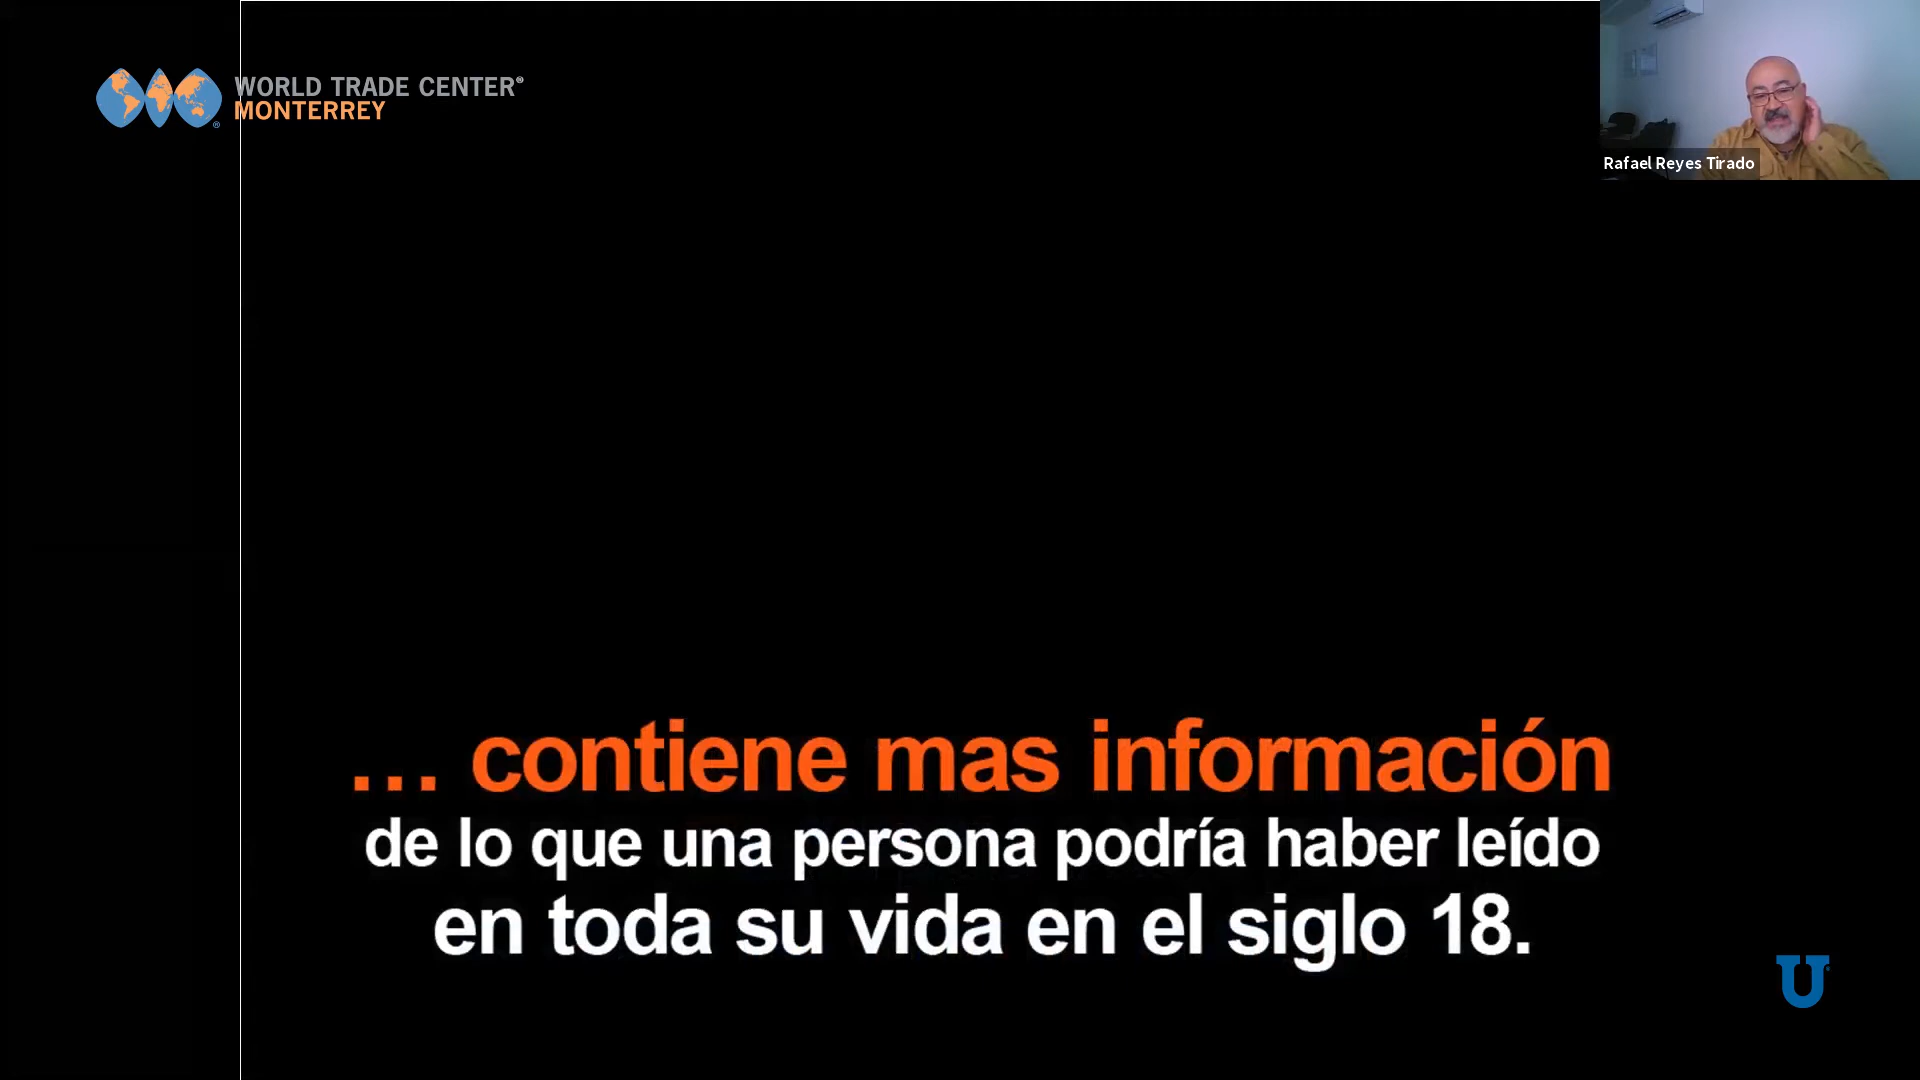 WORLD TRADE CENTER®
MONTERREY
®
Rafael Reyes Tirado
... contiene mas información
de lo que una persona podría haber leído
en toda su vida en el siglo 18.
U